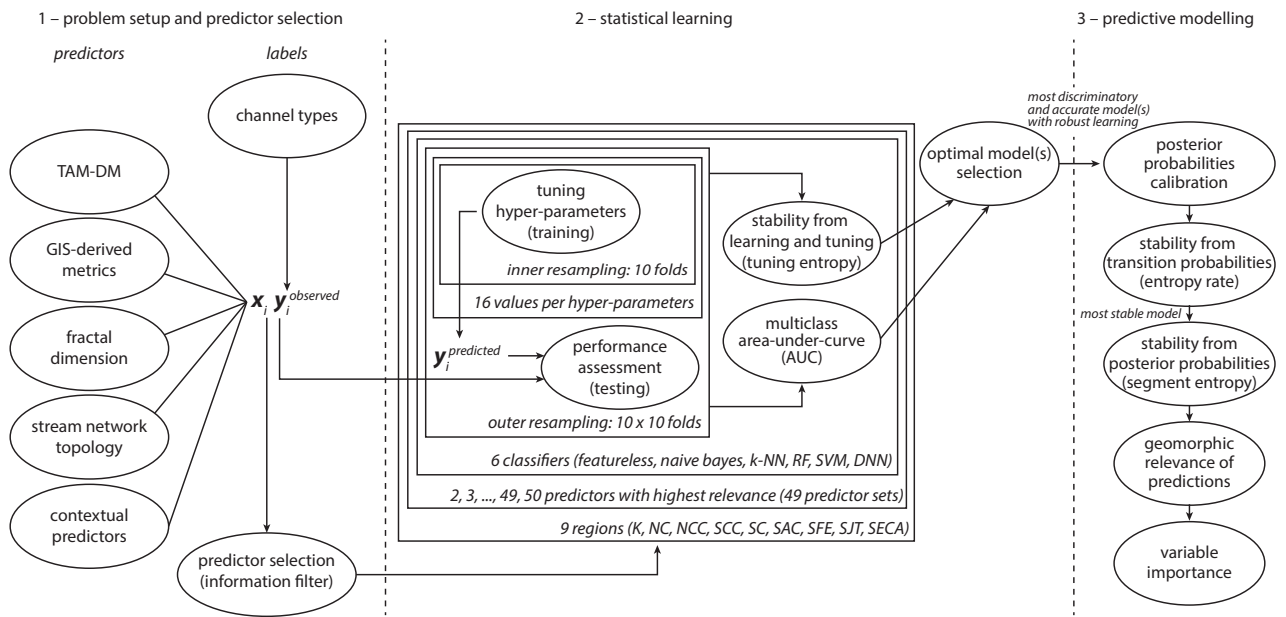 1 – problem setup and predictor selection
predictors
labels
channel types
TAM-DM
GIS-derived
metrics
fractal
dimension
stream network
topology
contextual
predictors
x i y i observed
predictor selection
(information filter)
2 – statistical learning
tuning
hyper-parameters
(training)
inner resampling: 10 folds
16 values per hyper-parameters
y i predicted
performance
assessment
(testing)
outer resampling: 10 x 10 folds
6 classifiers (featureless, naive bayes, k-NN, RF, SVM, DNN)
2, 3, ..., 49, 50 predictors with highest relevance (49 predictor sets)
9 regions (K, NC, NCC, SCC, SC, SAC, SFE, SJT, SECA)
stability from
learning and tuning
(tuning entropy)
multiclass
area-under-curve
(AUC)
optimal model(s)
selection
3 – predictive modelling
most discriminatory
and accurate model(s)
with robust learning
posterior
probabilities
calibration
stability from
transition probabilities
(entropy rate)
most stable model
stability from
posterior probabilities
(segment entropy)
geomorphic
relevance of
predictions
variable
importance